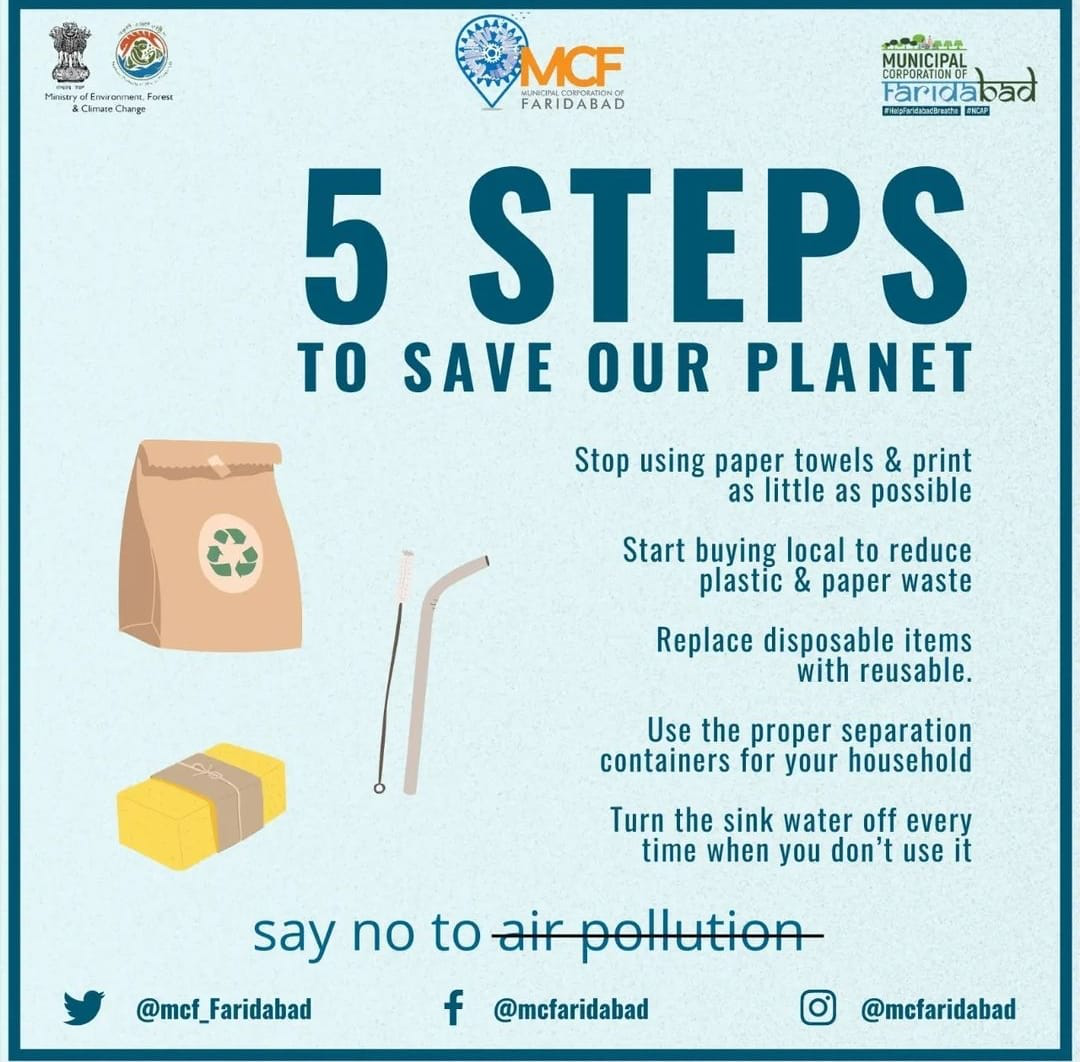 Ministry of Environment, Forest
& Climate Change
MCF
MUNICIPAL CORPORATION OF
FARIDABAD
MUNICIPAL
CORPORATION OF
Faridabad
#HelpFaridabadBreathe #NCAP
5 STEPS
TO SAVE OUR PLANET
Stop using paper towels & print
as little as possible
Start buying local to reduce
plastic & paper waste
Replace disposable items
with reusable.
Use the proper separation
containers for your household
Turn the sink water off every
time when you don't use it
say no to air pollution
@mcf_Faridabad
@mcfaridabad
@mcfaridabad